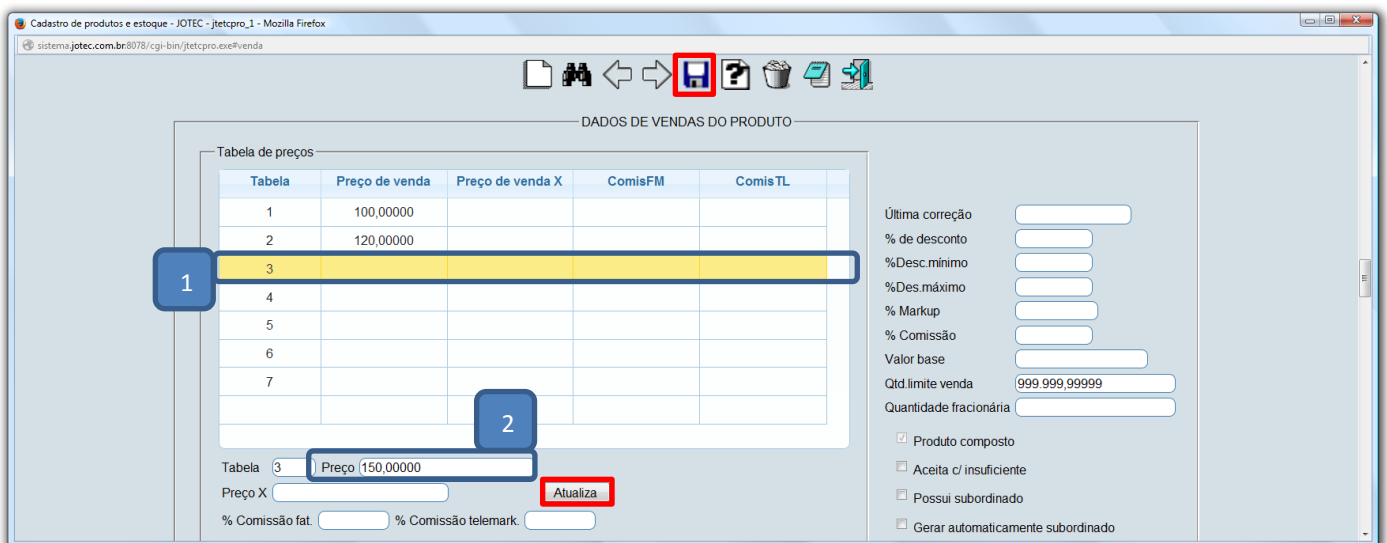 Cadastro de produtos e estoque - JOTEC - jtetcpro_1 - Mozilla Firefox
sistema.jotec.com.br:8078/cgi-bin/jtetcpro.exe#venda
DADOS DE VENDAS DO PRODUTO
Tabela de preços
Tabela Preço de venda Preço de venda X ComisFM ComisTL
1 100,00000
2 120,00000
3
4
5
6
7
1
2
Tabela 3 Preço 150,00000
Preço X Atualiza
% Comissão fat. % Comissão telemark.
Última correção
% de desconto
%Desc.mínimo
%Des.máximo
% Markup
% Comissão
Valor base
Qtd.limite venda 999.999,99999
Quantidade fracionária
Produto composto
Aceita c/ insuficiente
Possui subordinado
Gerar automaticamente subordinado